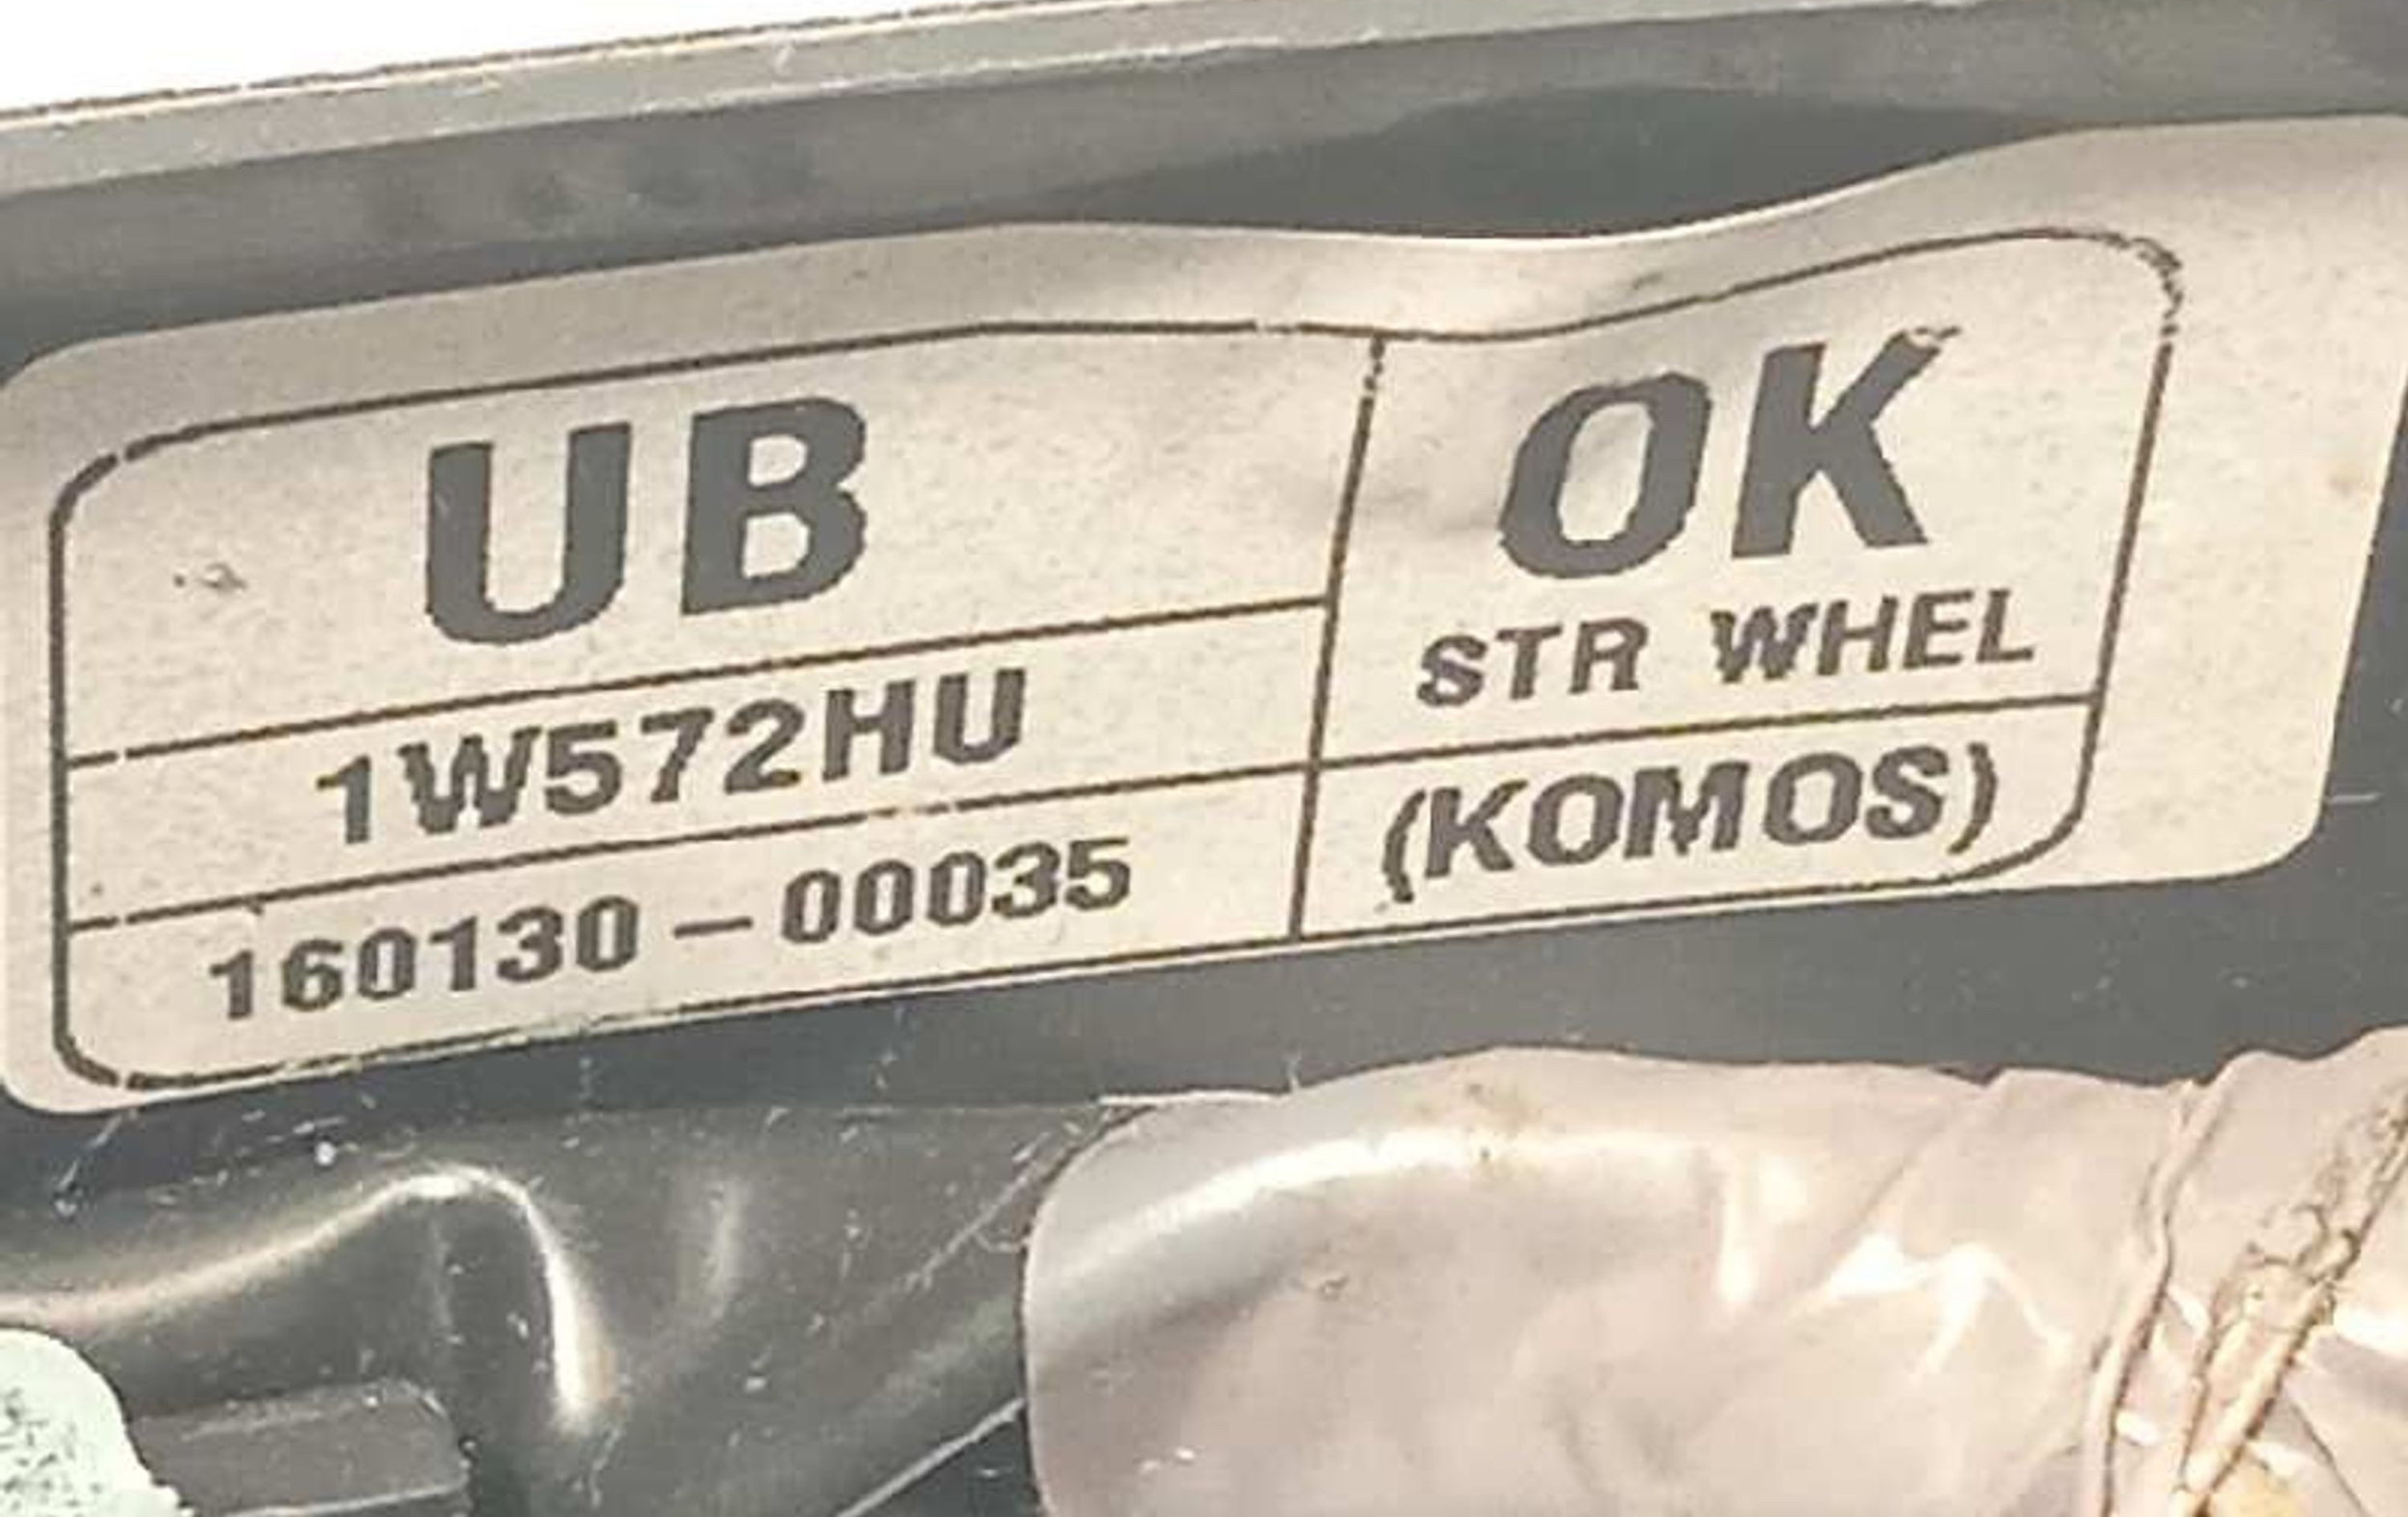 UB
1W572HU
160130-00035
OK
STR WHEL
(KOMOS)